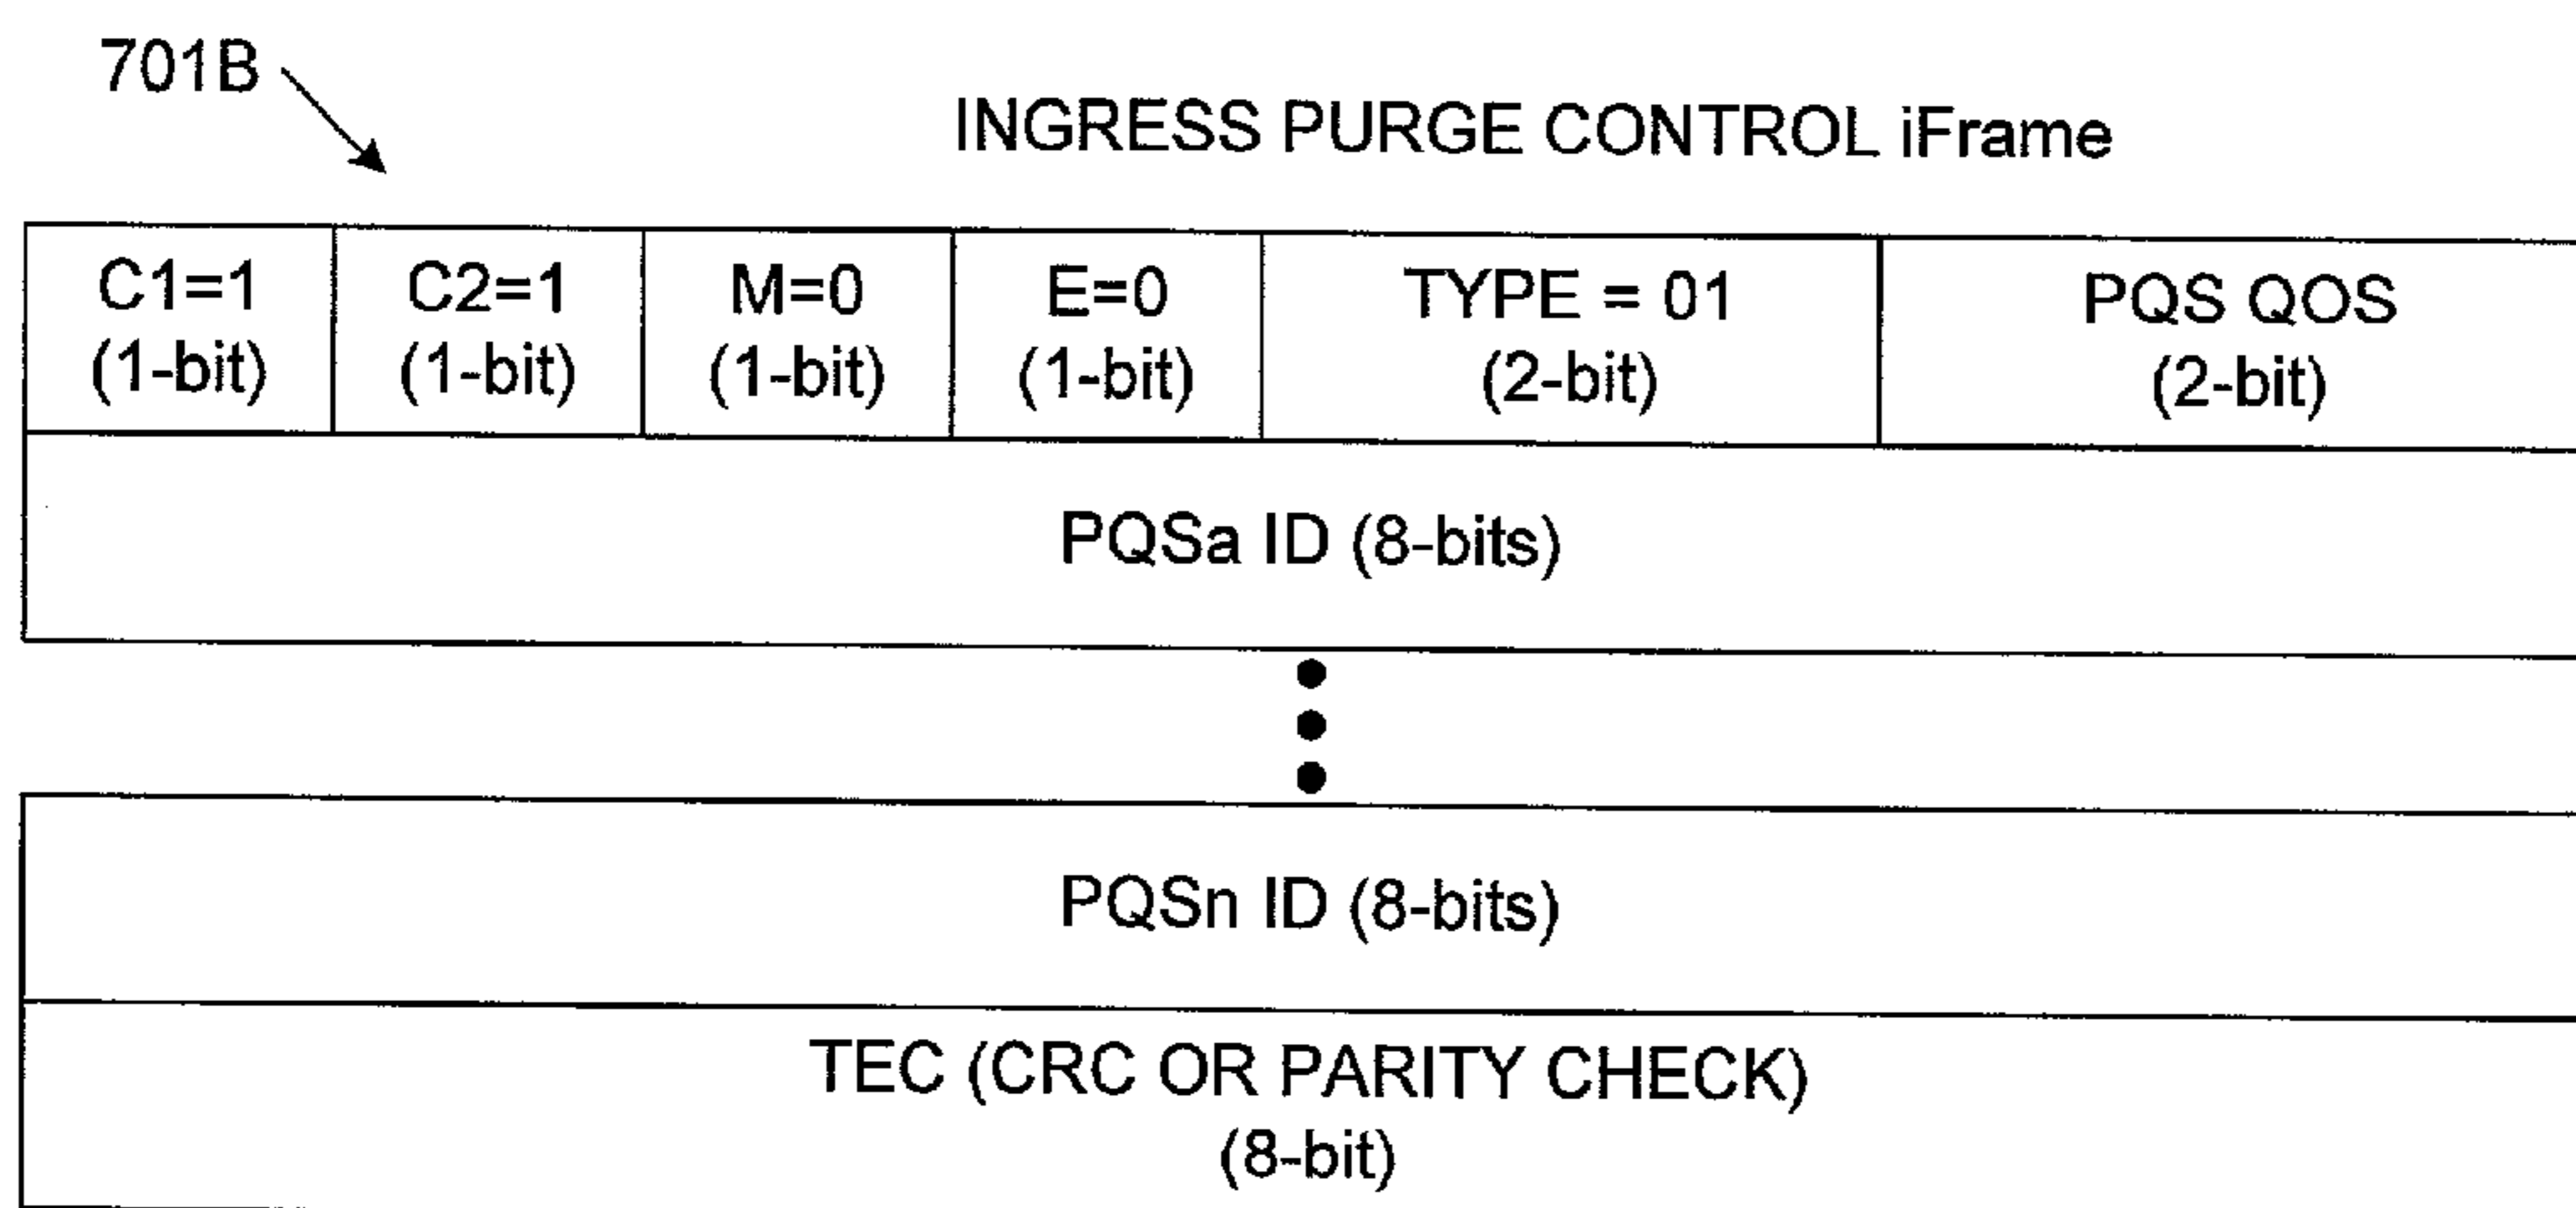 701B
INGRESS PURGE CONTROL iFrame
C1=1 C2=1 M=0 E=0 TYPE = 01 PQS QOS
(1-bit) (1-bit) (1-bit) (1-bit) (2-bit) (2-bit)
PQSa ID (8-bits)
PQSn ID (8-bits)
TEC (CRC OR PARITY CHECK)
(8-bit)